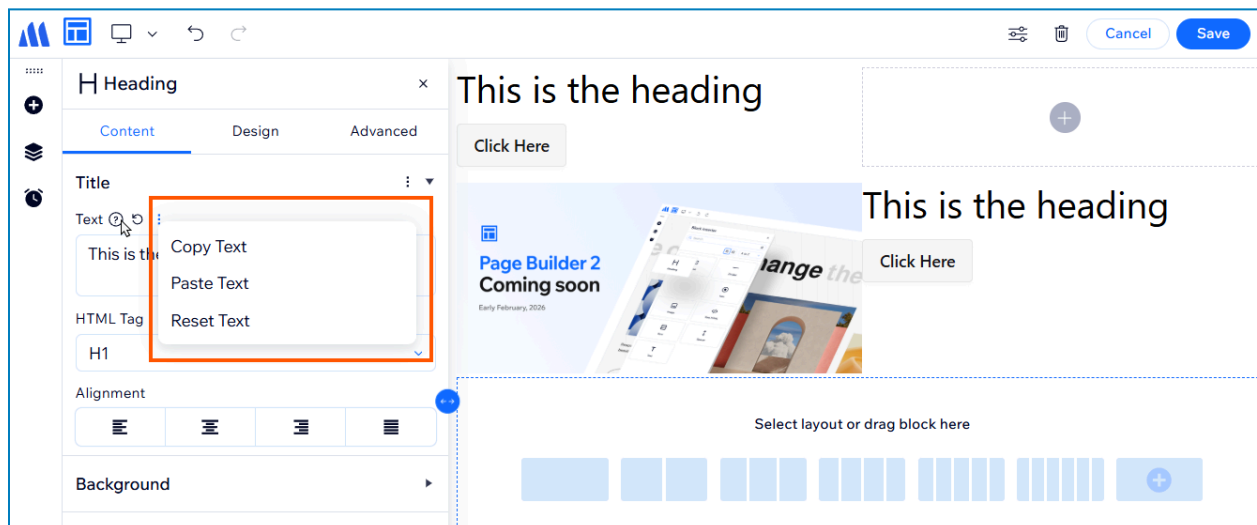 Cancel
Save
Heading
This is the heading
Content
Design
Advanced
Click Here
Title
Text
Copy Text
This is the
Paste Text
Reset Text
HTML Tag
H1
Alignment
Background
Page Builder 2
Coming soon
Early February, 2026
ange the
This is the heading
Click Here
Select layout or drag block here